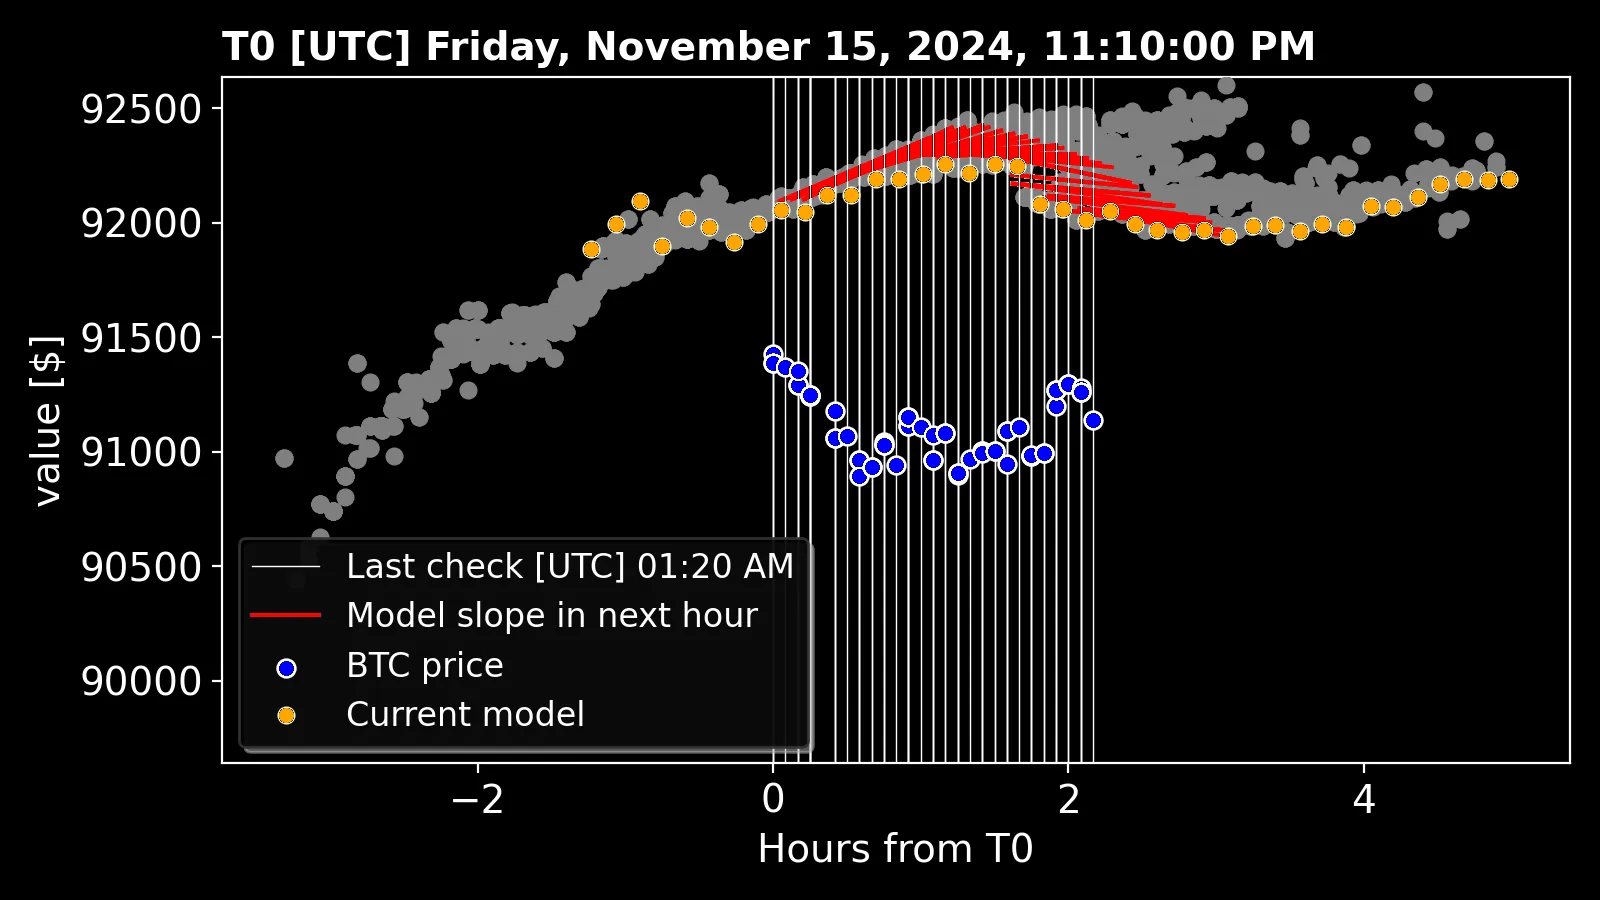 T0 [UTC] Friday, November 15, 2024, 11:10:00 PM
92500
92000
91500
91000
90500
90000
value [$]
Last check [UTC] 01:20 AM
Model slope in next hour
BTC price
Current model
−2
0
2
4
Hours from T0